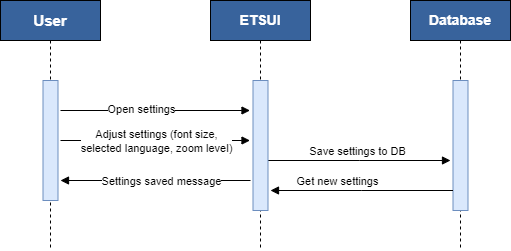 User
ETSUI
Database
Open settings
Adjust settings (font size,
selected language, zoom level)
Save settings to DB
Settings saved message
Get new settings